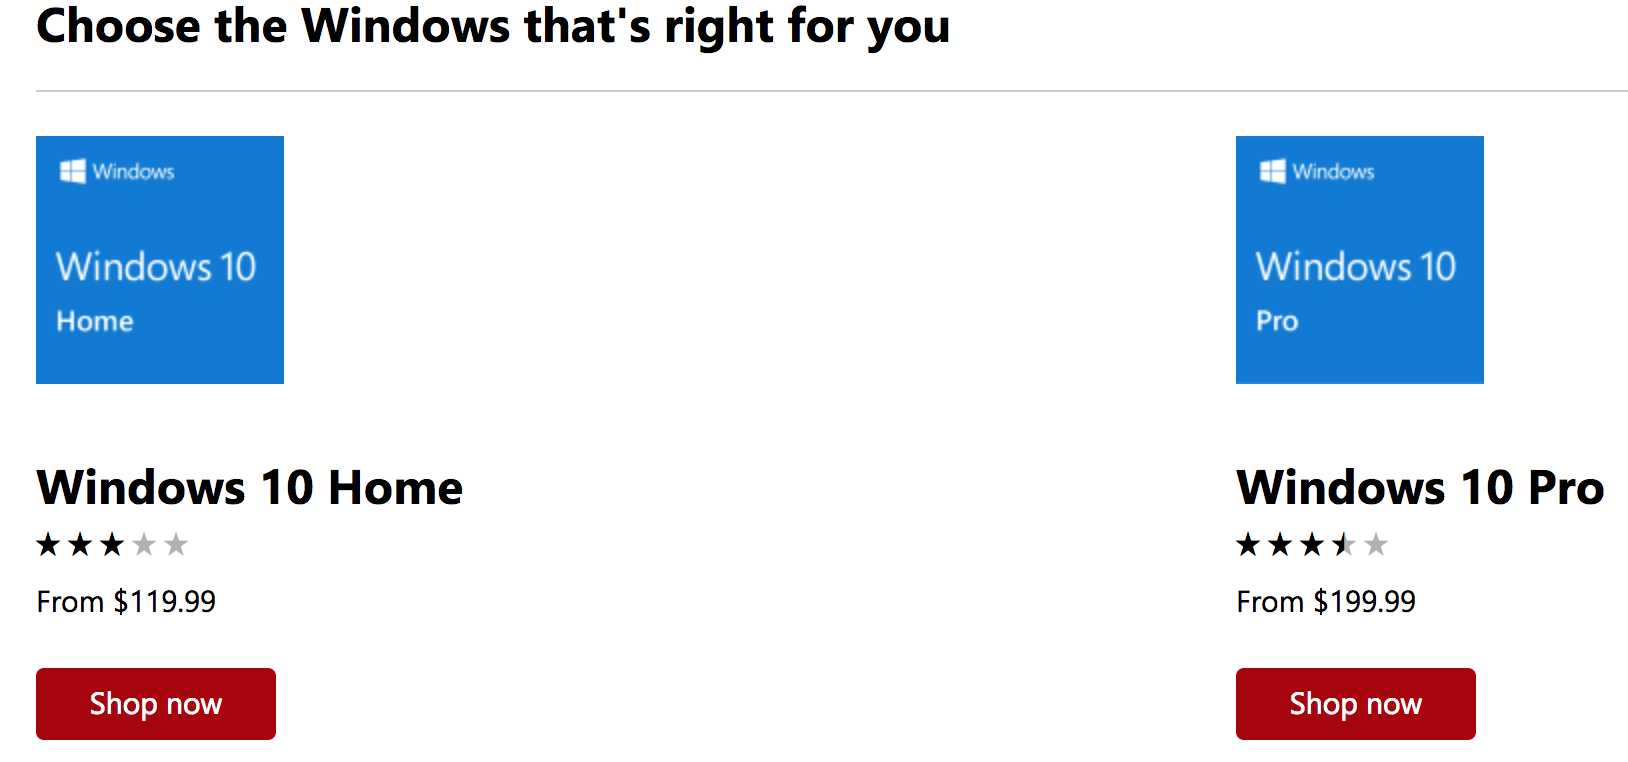 Choose the Windows that's right for you
Windows
Windows 10
Home
Windows
Windows 10
Pro
Windows 10 Home
From $119.99
Shop now
Windows 10 Pro
From $199.99
Shop now